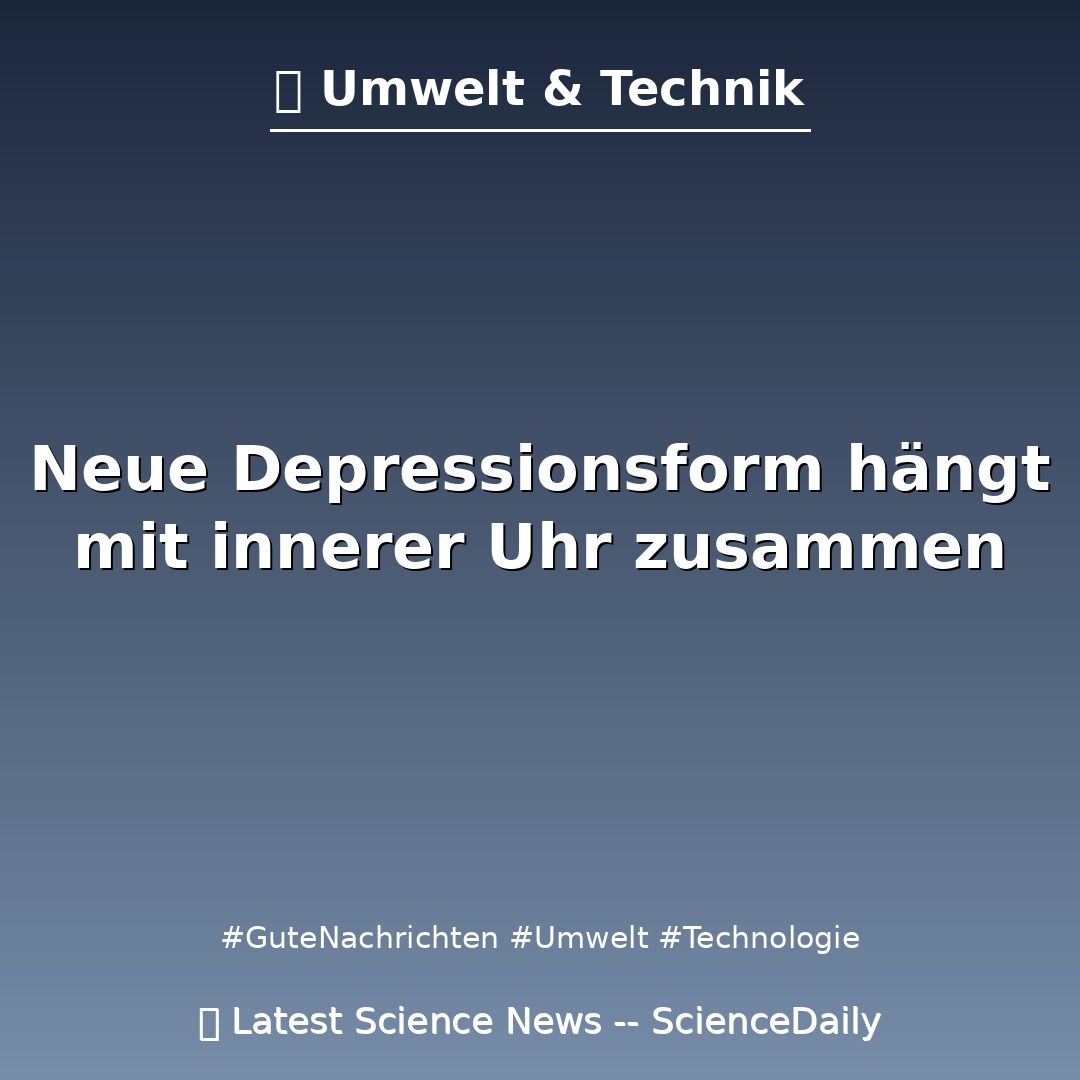 Umwelt & Technik
Neue Depressionsform hängt
mit innerer Uhr zusammen
#GuteNachrichten #Umwelt #Technologie
Latest Science News -- ScienceDaily